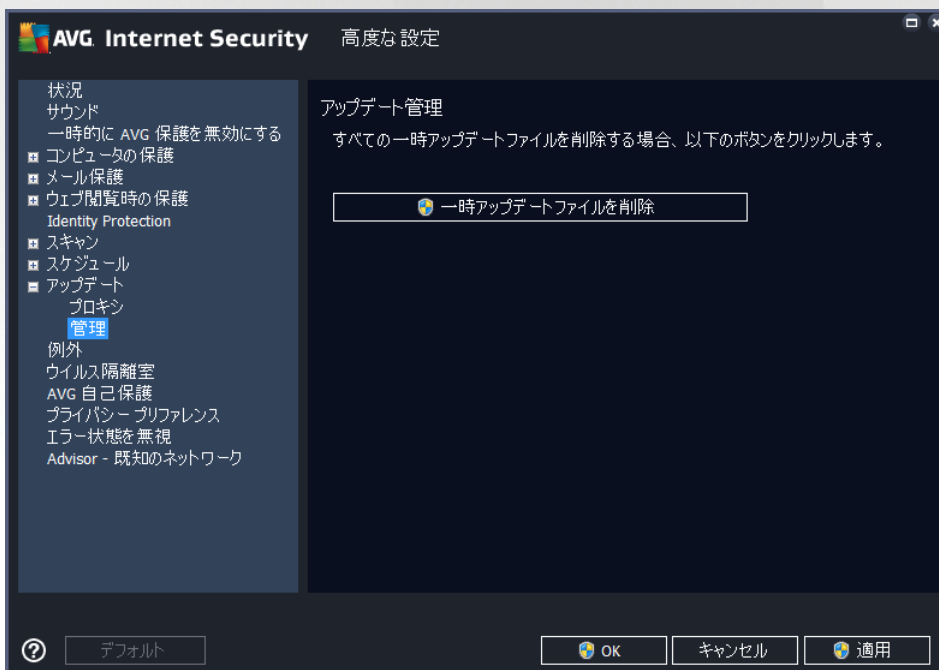 AVG Internet Security 高度な設定
状況
サウンド
一時的に AVG 保護を無効にする
コンピュータの保護
メール保護
ウェブ閲覧時の保護
Identity Protection
スキャン
スケジュール
アップデート
プロキシ
管理
例外
ウイルス隔離室
AVG 自己保護
プライバシー プリファレンス
エラー状態を無視
Advisor - 既知のネットワーク
アップデート管理
すべての一時アップデートファイルを削除する場合、以下のボタンをクリックします。
一時アップデートファイルを削除
デフォルト
OK
キャンセル
適用